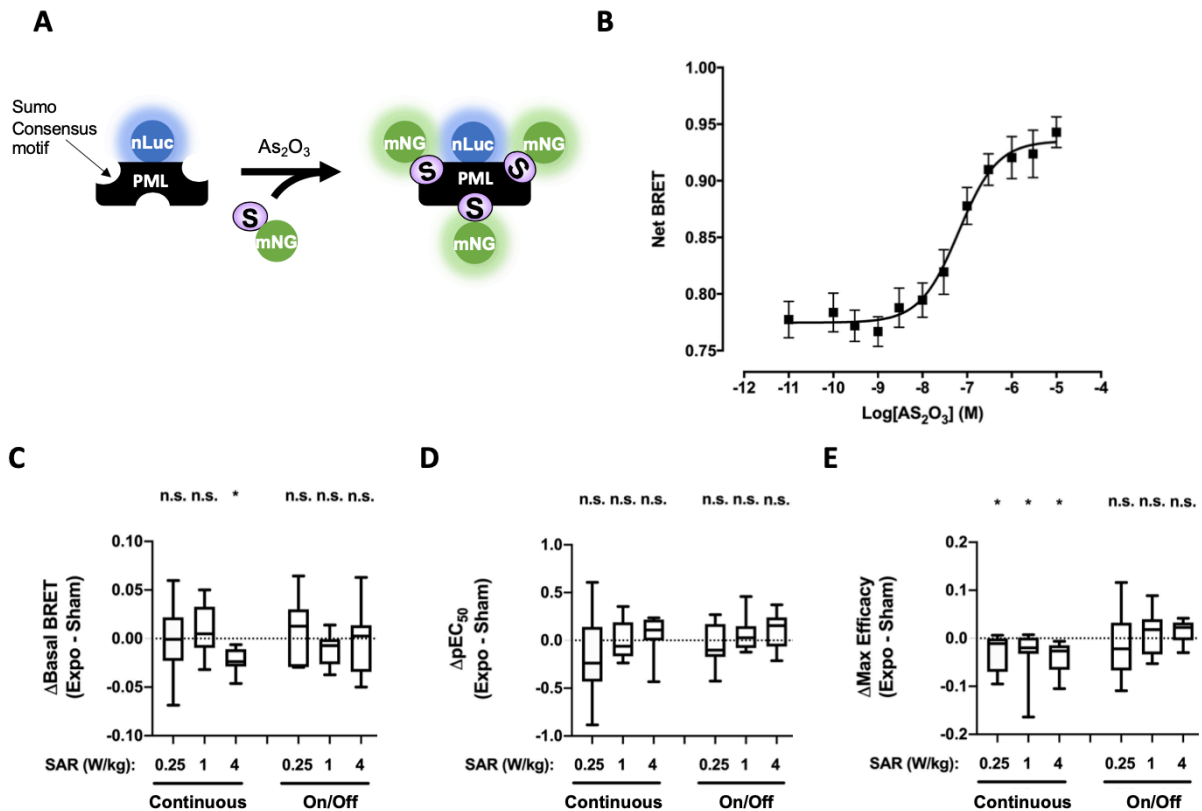 A
Sumo
Consensus
motif
nLuc
PML
As₂O₃
S
mNG
mNG
nLuc
mNG
S
PML
S
S
mNG
B
Net BRET
1.00
0.95
0.90
0.85
0.80
0.75
-12 -11 -10 -9 -8 -7 -6 -5 -4
Log[AS₂O₃] (M)
C
n.s. n.s. * n.s. n.s. n.s.
ΔBasal BRET
(Expo - Sham)
0.10
0.05
0.00
-0.05
-0.10
SAR (W/kg): 0.25 1 4 0.25 1 4
Continuous On/Off
D
n.s. n.s. n.s. n.s. n.s. n.s.
ΔpEC₅₀
(Expo - Sham)
1.0
0.5
0.0
-0.5
-1.0
SAR (W/kg): 0.25 1 4 0.25 1 4
Continuous On/Off
E
* * * n.s. n.s. n.s.
ΔMax Efficacy
(Expo - Sham)
0.2
0.1
0.0
-0.1
-0.2
SAR (W/kg): 0.25 1 4 0.25 1 4
Continuous On/Off